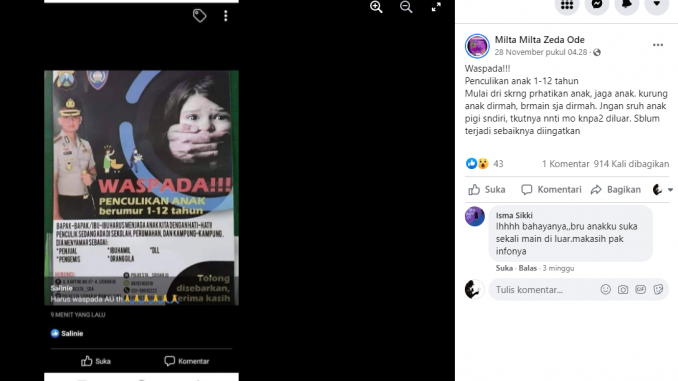 WASPADA!!!
PENCULIKAN ANAK
berumur 1-12 tahun
BAPAK-BAPAK/IBU-IBU HARUS MENJAGA ANAK KITA DENGAN HATI-HATI
PENCULIK SEDANG ADA DI SEKOLAH, PERUMAHAN, DAN KAMPUNG-KAMPUNG.
DIA MENYAMAR SEBAGAI:
*PENJUAL *IBU HAMIL *DLL
*PENGEMIS *ORANG GILA
Tolong
disebarkan,
terima kasih
Salinie
Harus waspada AU th
9 MENIT YANG LALU
Salinie
Suka Komentar
Milta Milta Zeda Ode
28 November pukul 04.28
Waspada!!!
Penculikan anak 1-12 tahun
Mulai dri skrng prhatikan anak, jaga anak. kurung
anak dirmah, brmain sja dirmah. Jngan sruh anak
pigi sndiri, tkutnya nnti mo knpa2 diluar. Sblum
terjadi sebaiknya diingatkan
43 1 Komentar 914 Kali dibagikan
Suka Komentari Bagikan
Isma Sikki
Ihhhh bahayanya,,bru anakku suka
sekali main di luar.makasih pak
infonya
Suka · Balas · 3 minggu
Tulis komentar...
GIF